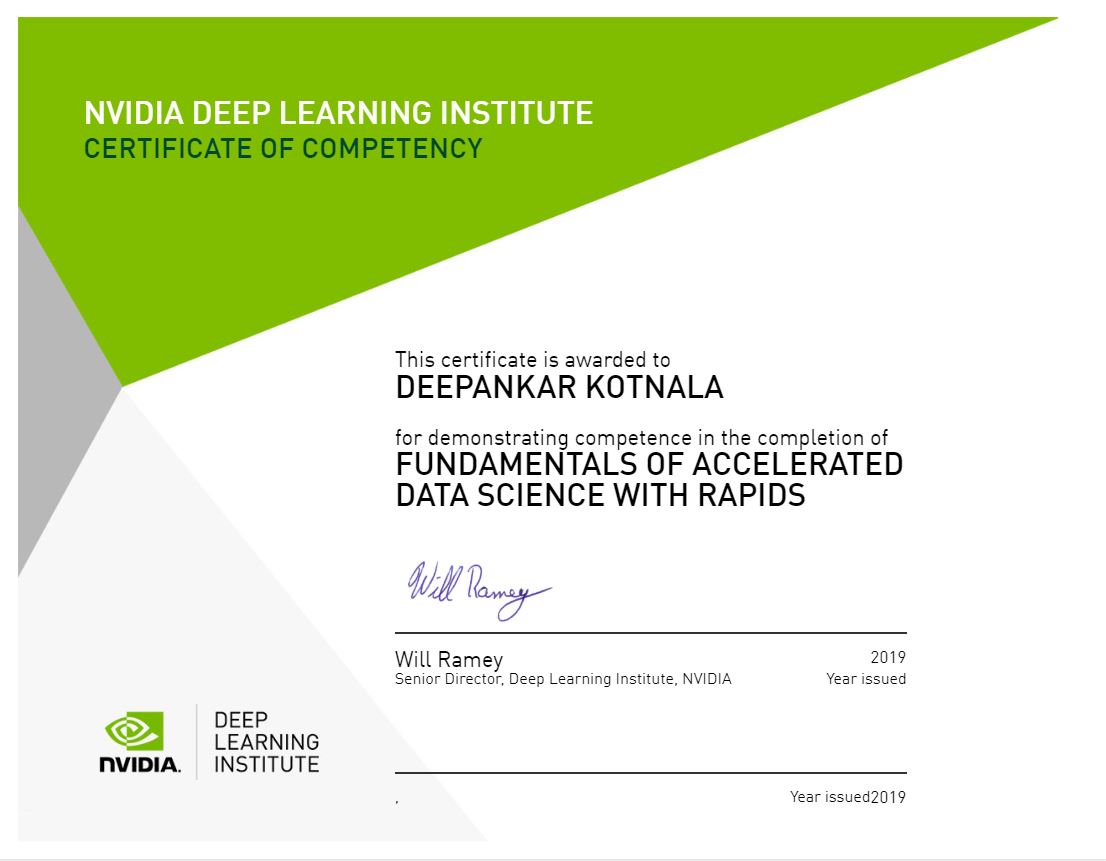 NVIDIA DEEP LEARNING INSTITUTE
CERTIFICATE OF COMPETENCY
This certificate is awarded to
DEEPANKAR KOTNALA
for demonstrating competence in the completion of
FUNDAMENTALS OF ACCELERATED
DATA SCIENCE WITH RAPIDS
Will Ramey
Will Ramey
2019
Senior Director, Deep Learning Institute, NVIDIA
Year issued
NVIDIA.
DEEP
LEARNING
INSTITUTE
,
Year issued2019